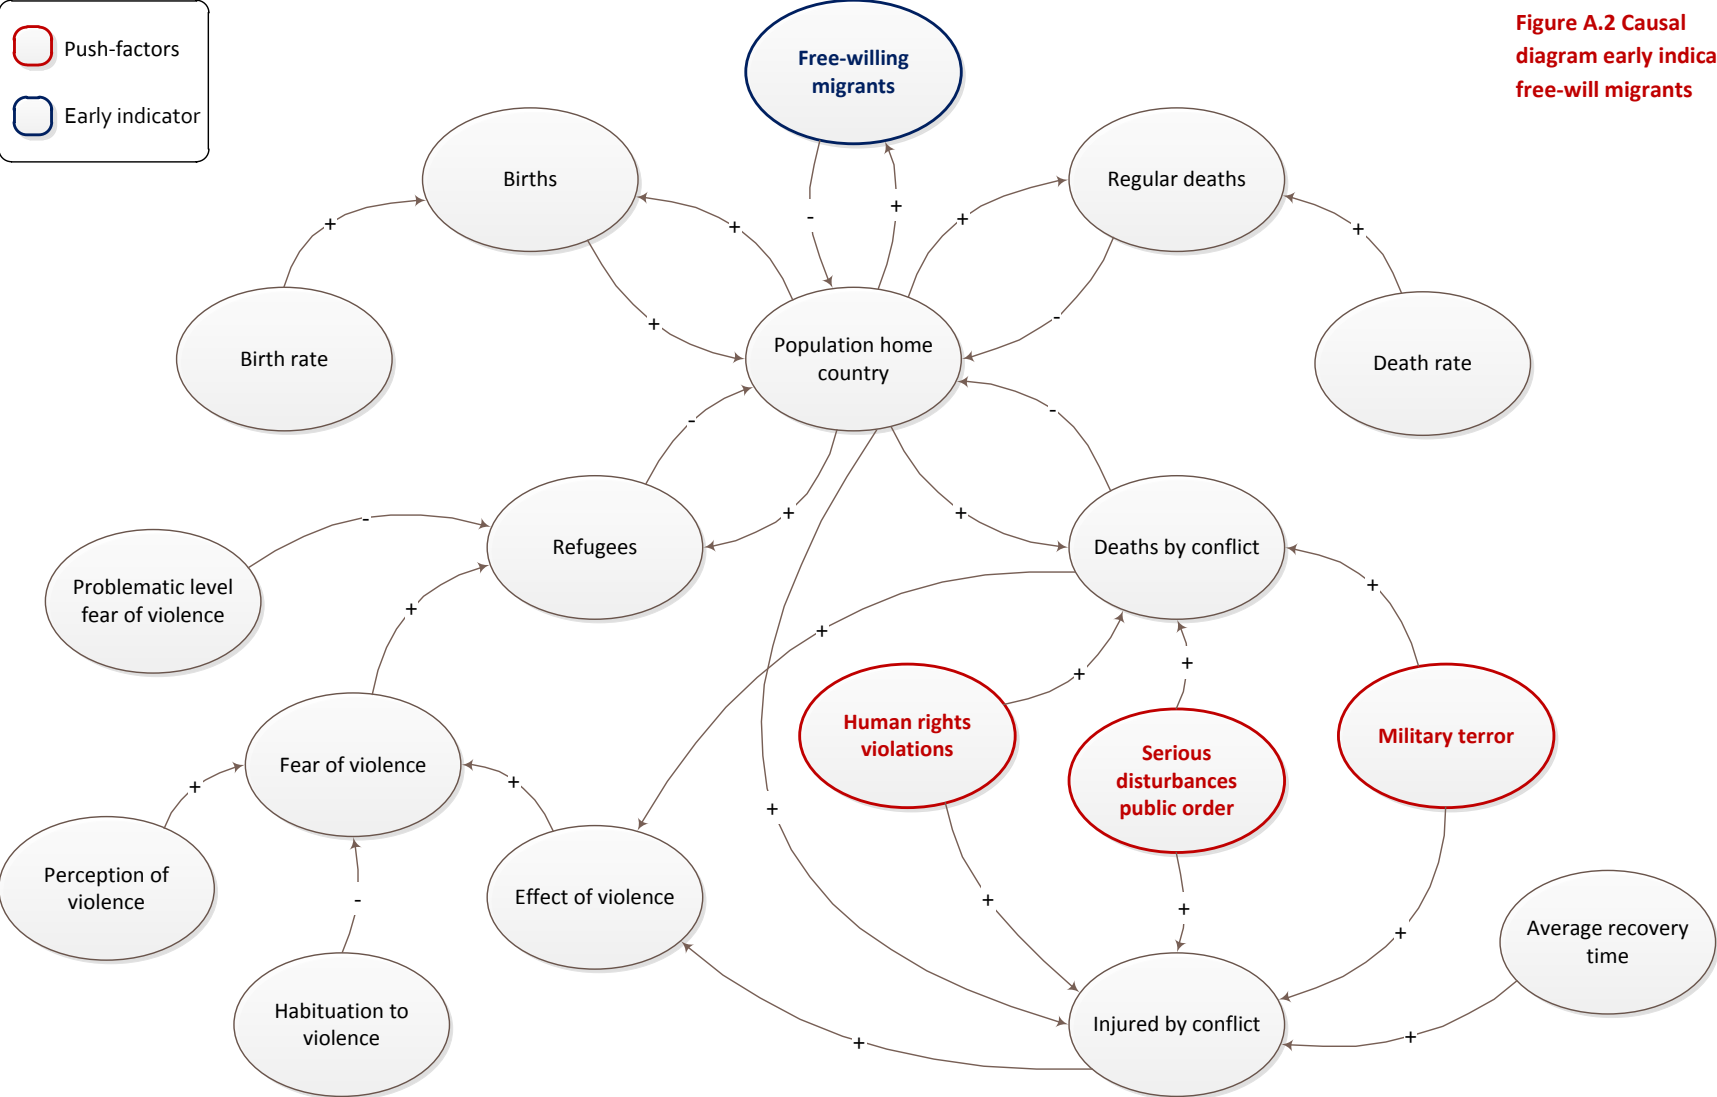 Push-factors
Early indicator
Figure A.2 Causal
diagram early indica
free-will migrants
Free-willing
migrants
Births
Regular deaths
+
-
+
+
+
+
+
-
Birth rate
Population home
country
Death rate
-
-
+
+
-
Refugees
Deaths by conflict
Problematic level
fear of violence
+
+
+
+
+
Human rights
violations
Serious
disturbances
public order
Military terror
Fear of violence
+
+
+
Perception of
violence
-
Effect of violence
+
+
+
Average recovery
time
Habituation to
violence
Injured by conflict
+
+